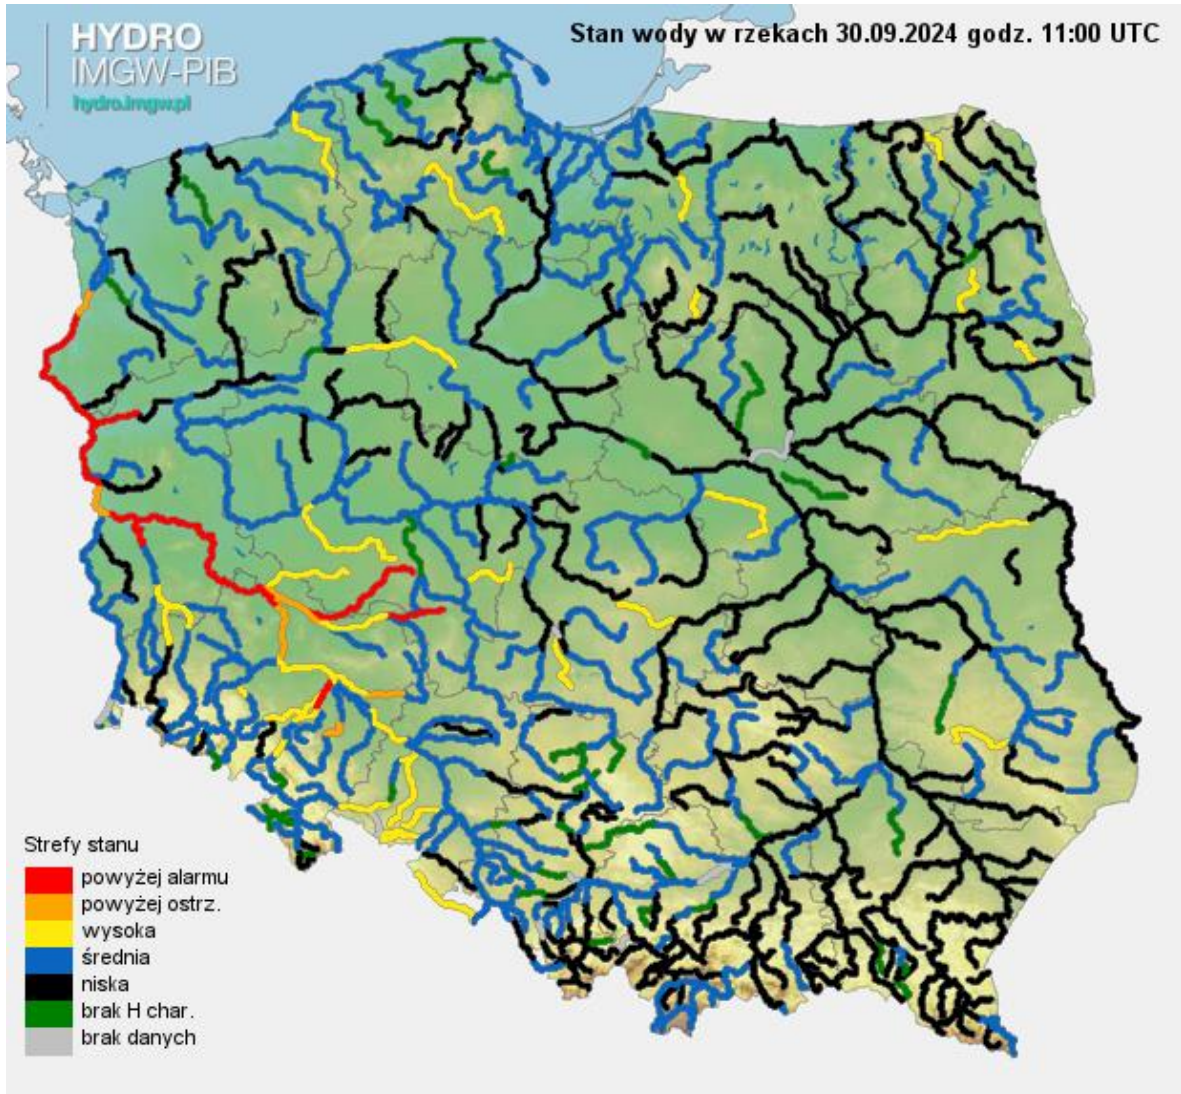 HYDRO
IMGW-PIB
hydro.imgw.pl
Stan wody w rzekach 30.09.2024 godz. 11:00 UTC
Strefy stanu
powyżej alarmu
powyżej ostrz.
wysoka
średnia
niska
brak H char.
brak danych